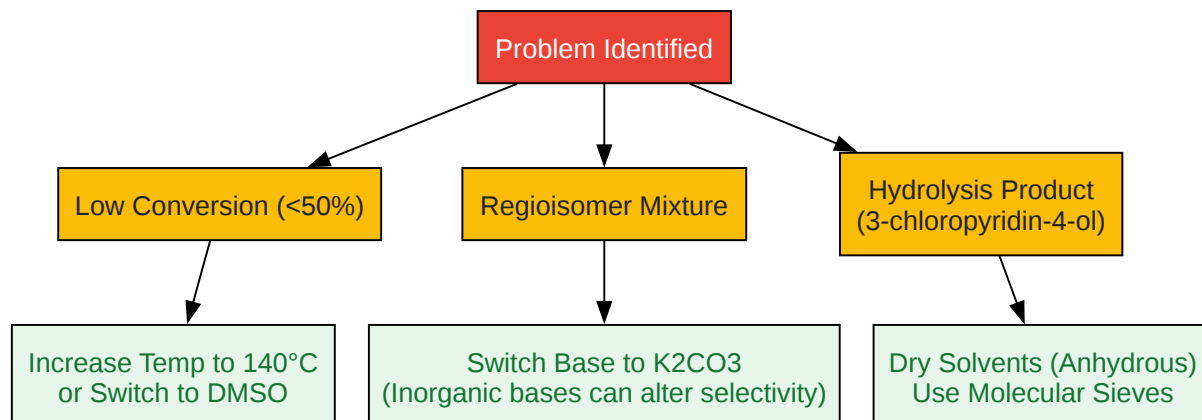 Problem Identified
Low Conversion (<50%)
Regioisomer Mixture
Hydrolysis Product
(3-chloropyridin-4-ol)
Increase Temp to 140°C
or Switch to DMSO
Switch Base to K2CO3
(Inorganic bases can alter selectivity)
Dry Solvents (Anhydrous)
Use Molecular Sieves